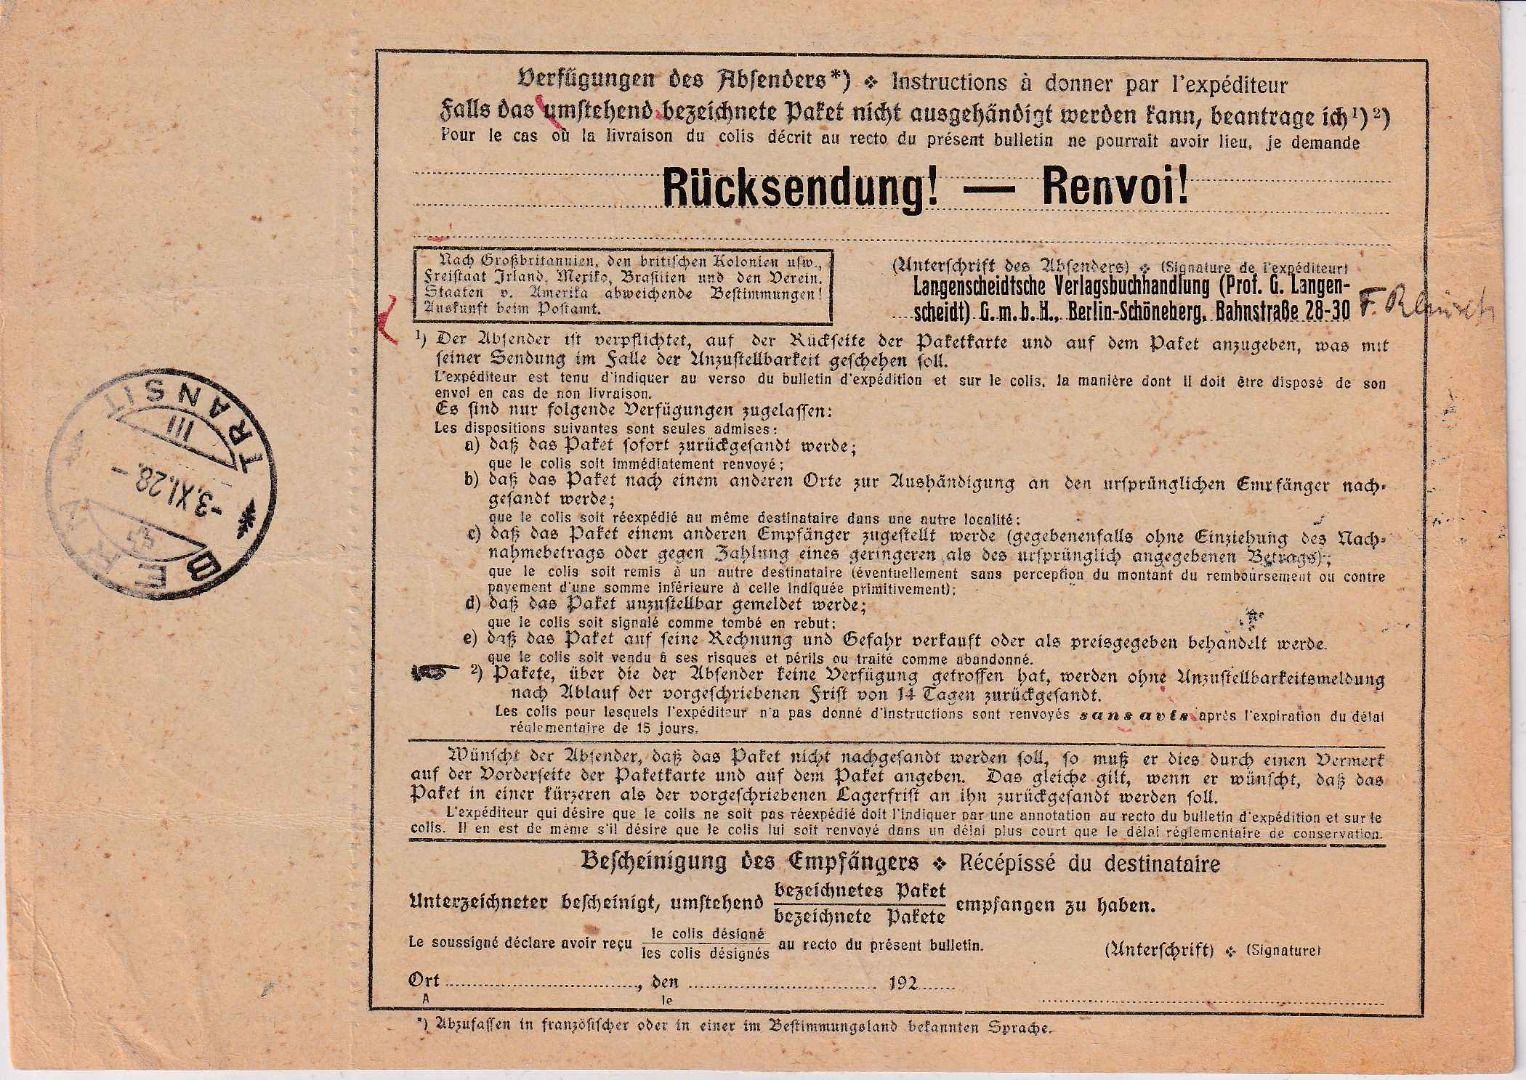 Verfügungen des Absenders*) ❖ Instructions à donner par l'expéditeur
Falls das umstehend bezeichnete Paket nicht ausgehändigt werden kann, beantrage ich¹)²)
Pour le cas où la livraison du colis décrit au recto du présent bulletin ne pourrait avoir lieu, je demande
Rücksendung! — Renvoi!
Nach Großbritannien, den britischen Kolonien usw.,
Freistaat Irland, Mexiko, Brasilien und den Verein.
Staaten v. Amerika abweichende Bestimmungen!
Auskunft beim Postamt.
(Unterschrift des Absenders) ❖ (Signature de l'expéditeur)
Langenscheidtsche Verlagsbuchhandlung (Prof. G. Langen-
scheidt) G. m. b. H., Berlin-Schöneberg, Bahnstraße 28-30
¹) Der Absender ist verpflichtet, auf der Rückseite der Paketkarte und auf dem Paket anzugeben, was mit
seiner Sendung im Falle der Unzustellbarkeit geschehen soll.
L'expéditeur est tenu d'indiquer au verso du bulletin d'expédition et sur le colis, la manière dont il doit être disposé de son
envoi en cas de non livraison.
Es sind nur folgende Verfügungen zugelassen:
Les dispositions suivantes sont seules admises:
a) daß das Paket sofort zurückgesandt werde;
que le colis soit immédiatement renvoyé;
b) daß das Paket nach einem anderen Orte zur Aushändigung an den ursprünglichen Empfänger nach-
gesandt werde;
que le colis soit réexpédié au même destinataire dans une autre localité;
c) daß das Paket einem anderen Empfänger zugestellt werde (gegebenenfalls ohne Einziehung des Nach-
nahmebetrags oder gegen Zahlung eines geringeren als des ursprünglich angegebenen Betrags);
que le colis soit remis à un autre destinataire (éventuellement sans perception du montant du remboursement ou contre
payement d'une somme inférieure à celle indiquée primitivement);
d) daß das Paket unzustellbar gemeldet werde;
que le colis soit signalé comme tombé en rebut;
e) daß das Paket auf seine Rechnung und Gefahr verkauft oder als preisgegeben behandelt werde.
que le colis soit vendu à ses risques et périls ou traité comme abandonné.
²) Pakete, über die der Absender keine Verfügung getroffen hat, werden ohne Unzustellbarkeitsmeldung
nach Ablauf der vorgeschriebenen Frist von 14 Tagen zurückgesandt.
Les colis pour lesquels l'expéditeur n'a pas donné d'instructions sont renvoyés sans avis après l'expiration du délai
réglementaire de 15 jours.
Wünscht der Absender, daß das Paket nicht nachgesandt werden soll, so muß er dies durch einen Vermerk
auf der Vorderseite der Paketkarte und auf dem Paket angeben. Das gleiche gilt, wenn er wünscht, daß das
Paket in einer kürzeren als der vorgeschriebenen Lagerfrist an ihn zurückgesandt werden soll.
L'expéditeur qui désire que le colis ne soit pas réexpédié doit l'indiquer par une annotation au recto du bulletin d'expédition et sur le
colis. Il en est de même s'il désire que le colis lui soit renvoyé dans un délai plus court que le délai réglementaire de conservation.
Bescheinigung des Empfängers ❖ Récépissé du destinataire
bezeichnetes Paket
Unterzeichneter bescheinigt, umstehend empfangen zu haben.
bezeichnete Pakete
le colis désigné
Le soussigné déclare avoir reçu au recto du présent bulletin.
les colis désignés
(Unterschrift) ❖ (Signature)
Ort , den 192
A le
*) Abzufassen in französischer oder in einer im Bestimmungsland bekannten Sprache.
BERN
-3.XI.28.-
III
TRANSIT